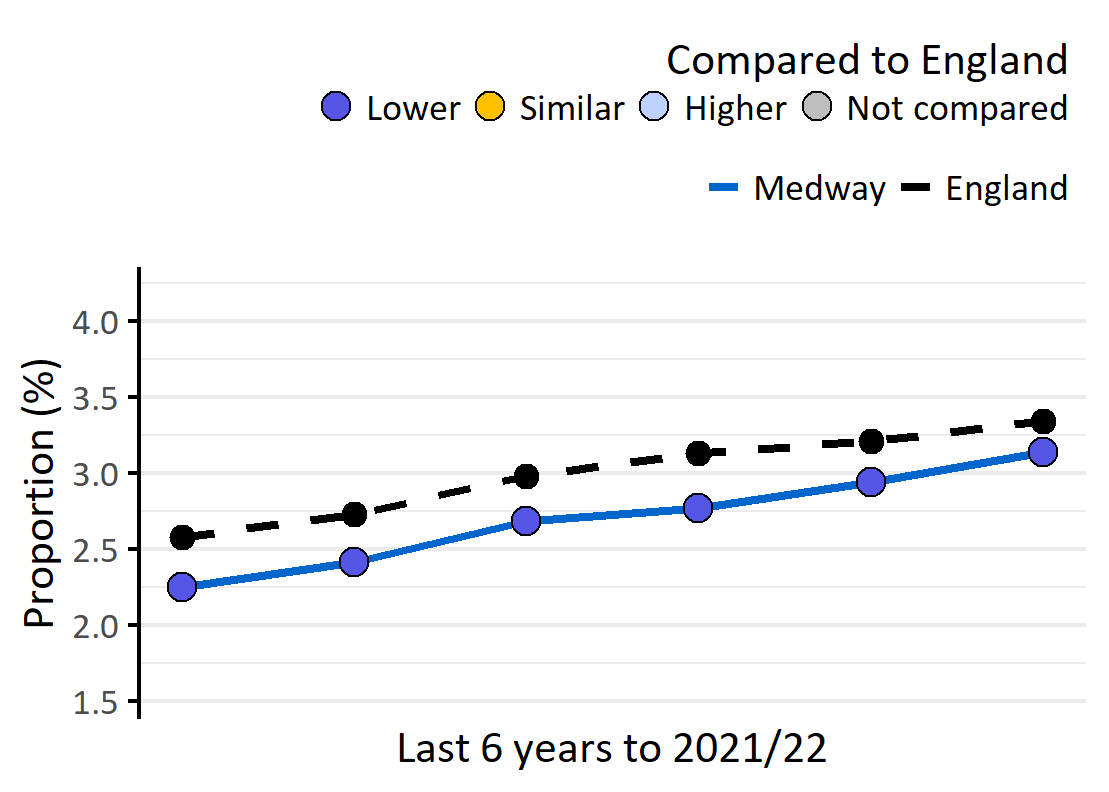 Compared to England
Lower Similar Higher Not compared
Medway England
Proportion (%)
4.0
3.5
3.0
2.5
2.0
1.5
Last 6 years to 2021/22